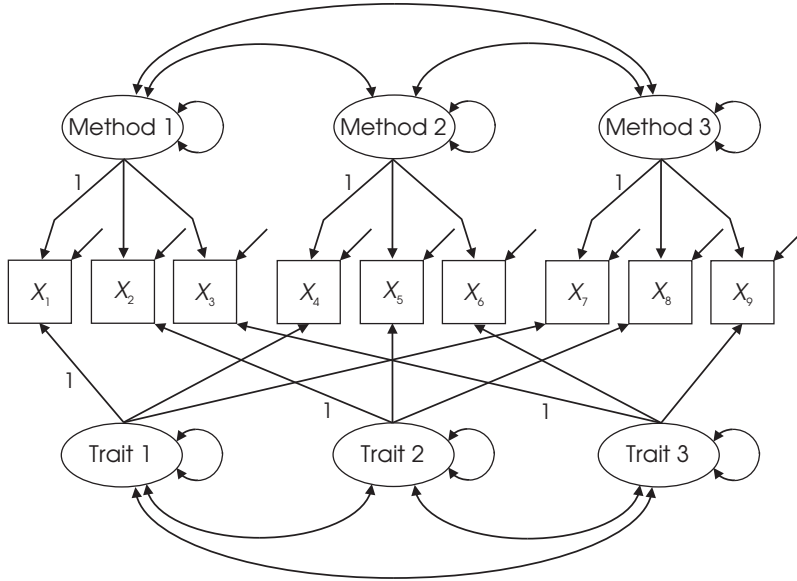 Method 1 Method 2 Method 3
1 1 1
X₁ X₂ X₃ X₄ X₅ X₆ X₇ X₈ X₉
1
1 1
Trait 1 Trait 2 Trait 3